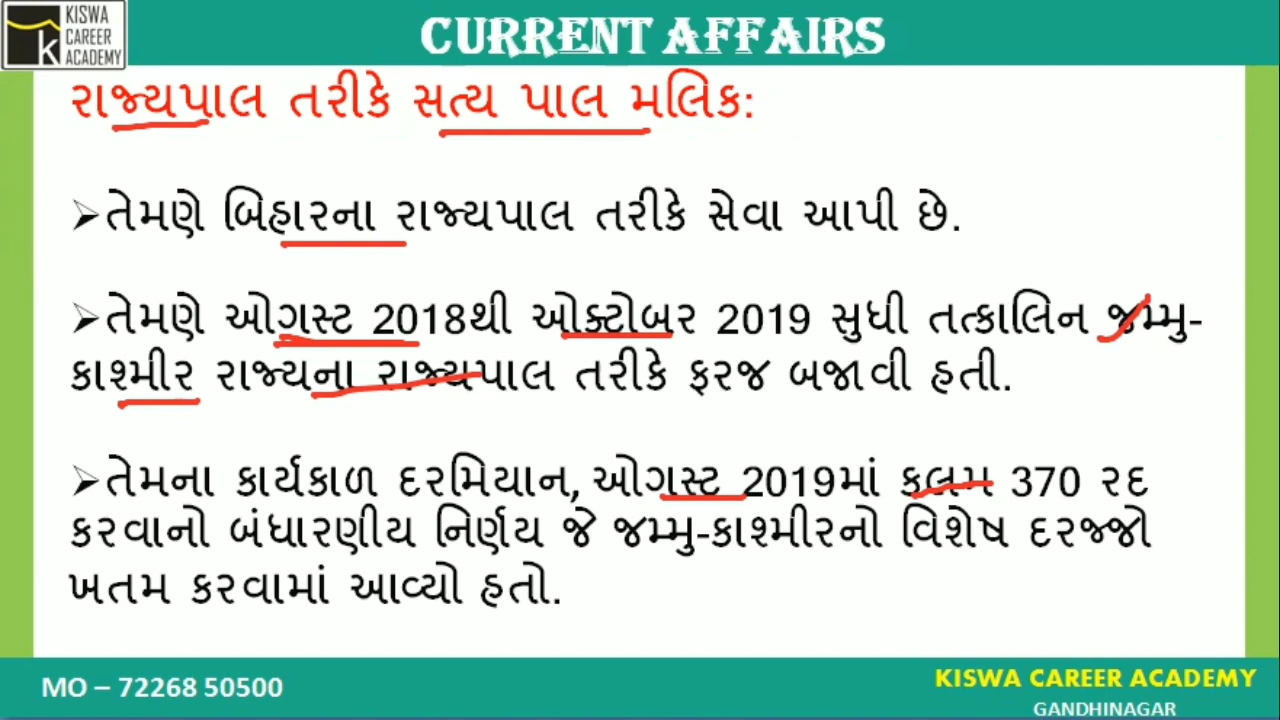 KISWA
CAREER
ACADEMY
CURRENT AFFAIRS
રાજ્યપાલ તરીકે સત્ય પાલ મલિક:
➢તેમણે બિહારના રાજ્યપાલ તરીકે સેવા આપી છે.
➢તેમણે ઓગસ્ટ 2018થી ઓક્ટોબર 2019 સુધી તત્કાલિન જમ્મુ-
કાશ્મીર રાજ્યના રાજ્યપાલ તરીકે ફરજ બજાવી હતી.
➢તેમના કાર્યકાળ દરમિયાન, ઓગસ્ટ 2019માં કલમ 370 રદ
કરવાનો બંધારણીય નિર્ણય જે જમ્મુ-કાશ્મીરનો વિશેષ દરજ્જો
ખતમ કરવામાં આવ્યો હતો.
MO – 72268 50500
KISWA CAREER ACADEMY
GANDHINAGAR